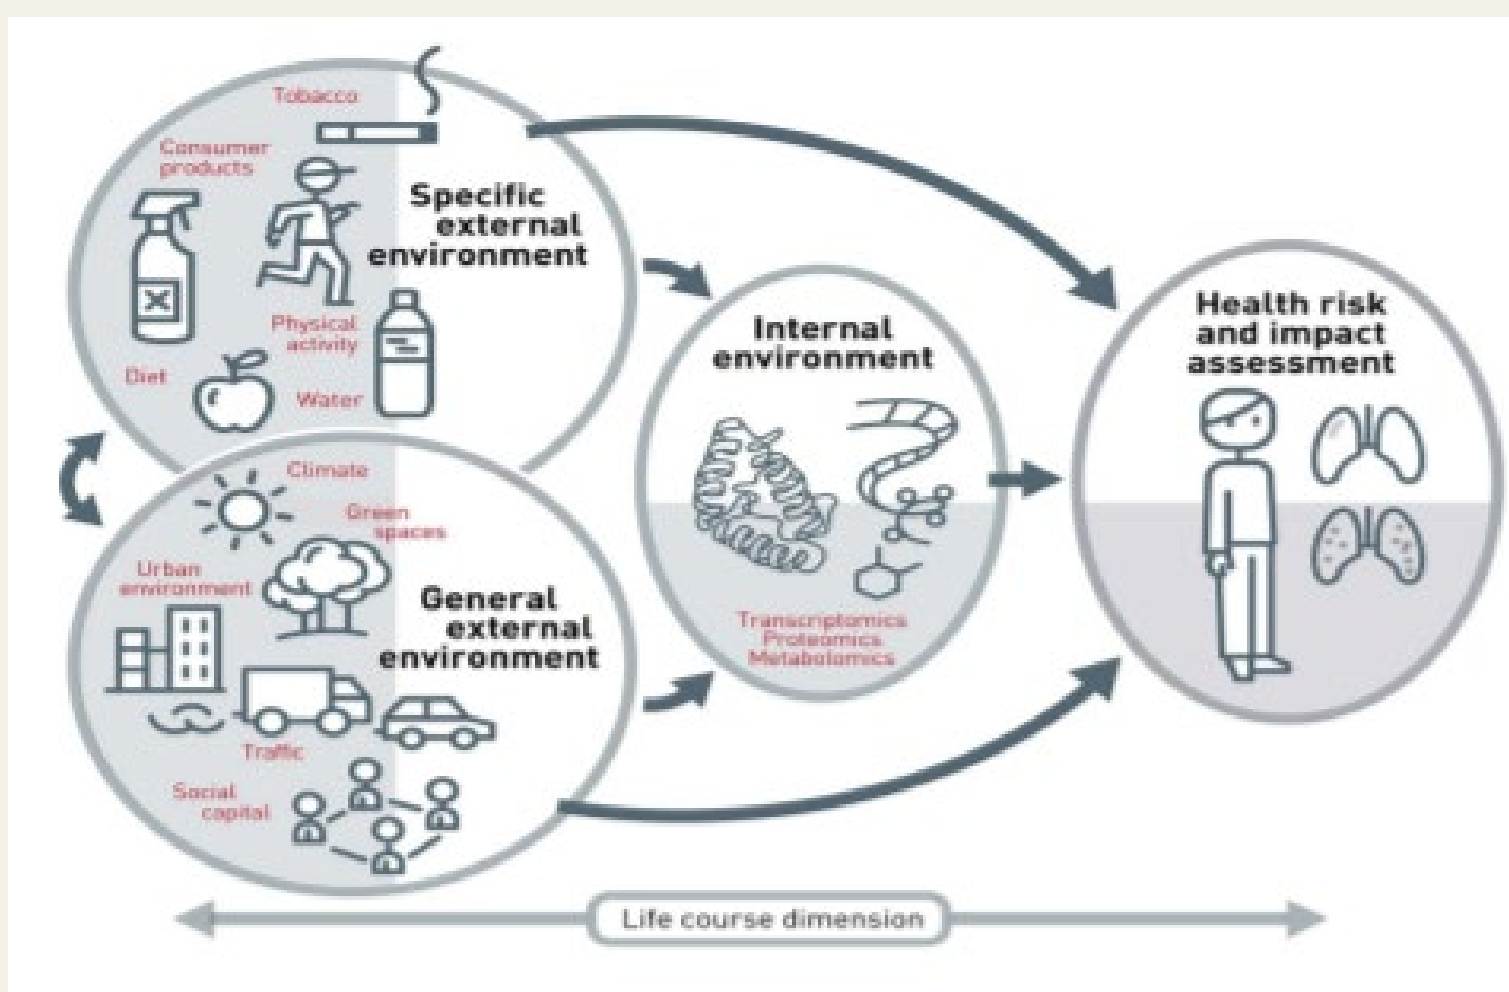 Tobacco
Consumer
products
Specific
external
environment
Physical
activity
Diet
Water
Climate
Green
spaces
Urban
environment
General
external
environment
Traffic
Social
capital
Internal
environment
Transcriptomics
Proteomics
Metabolomics
Health risk
and impact
assessment
Life course dimension